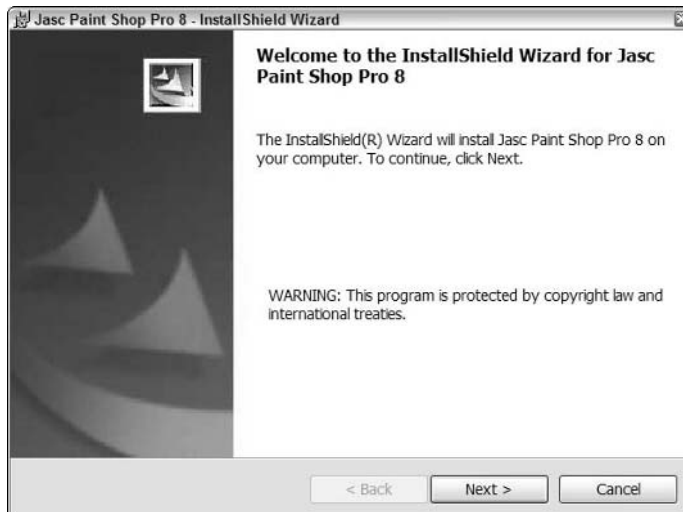 Jasc Paint Shop Pro 8 - InstallShield Wizard
Welcome to the InstallShield Wizard for Jasc
Paint Shop Pro 8
The InstallShield(R) Wizard will install Jasc Paint Shop Pro 8 on
your computer. To continue, click Next.
WARNING: This program is protected by copyright law and
international treaties.
< Back
Next >
Cancel